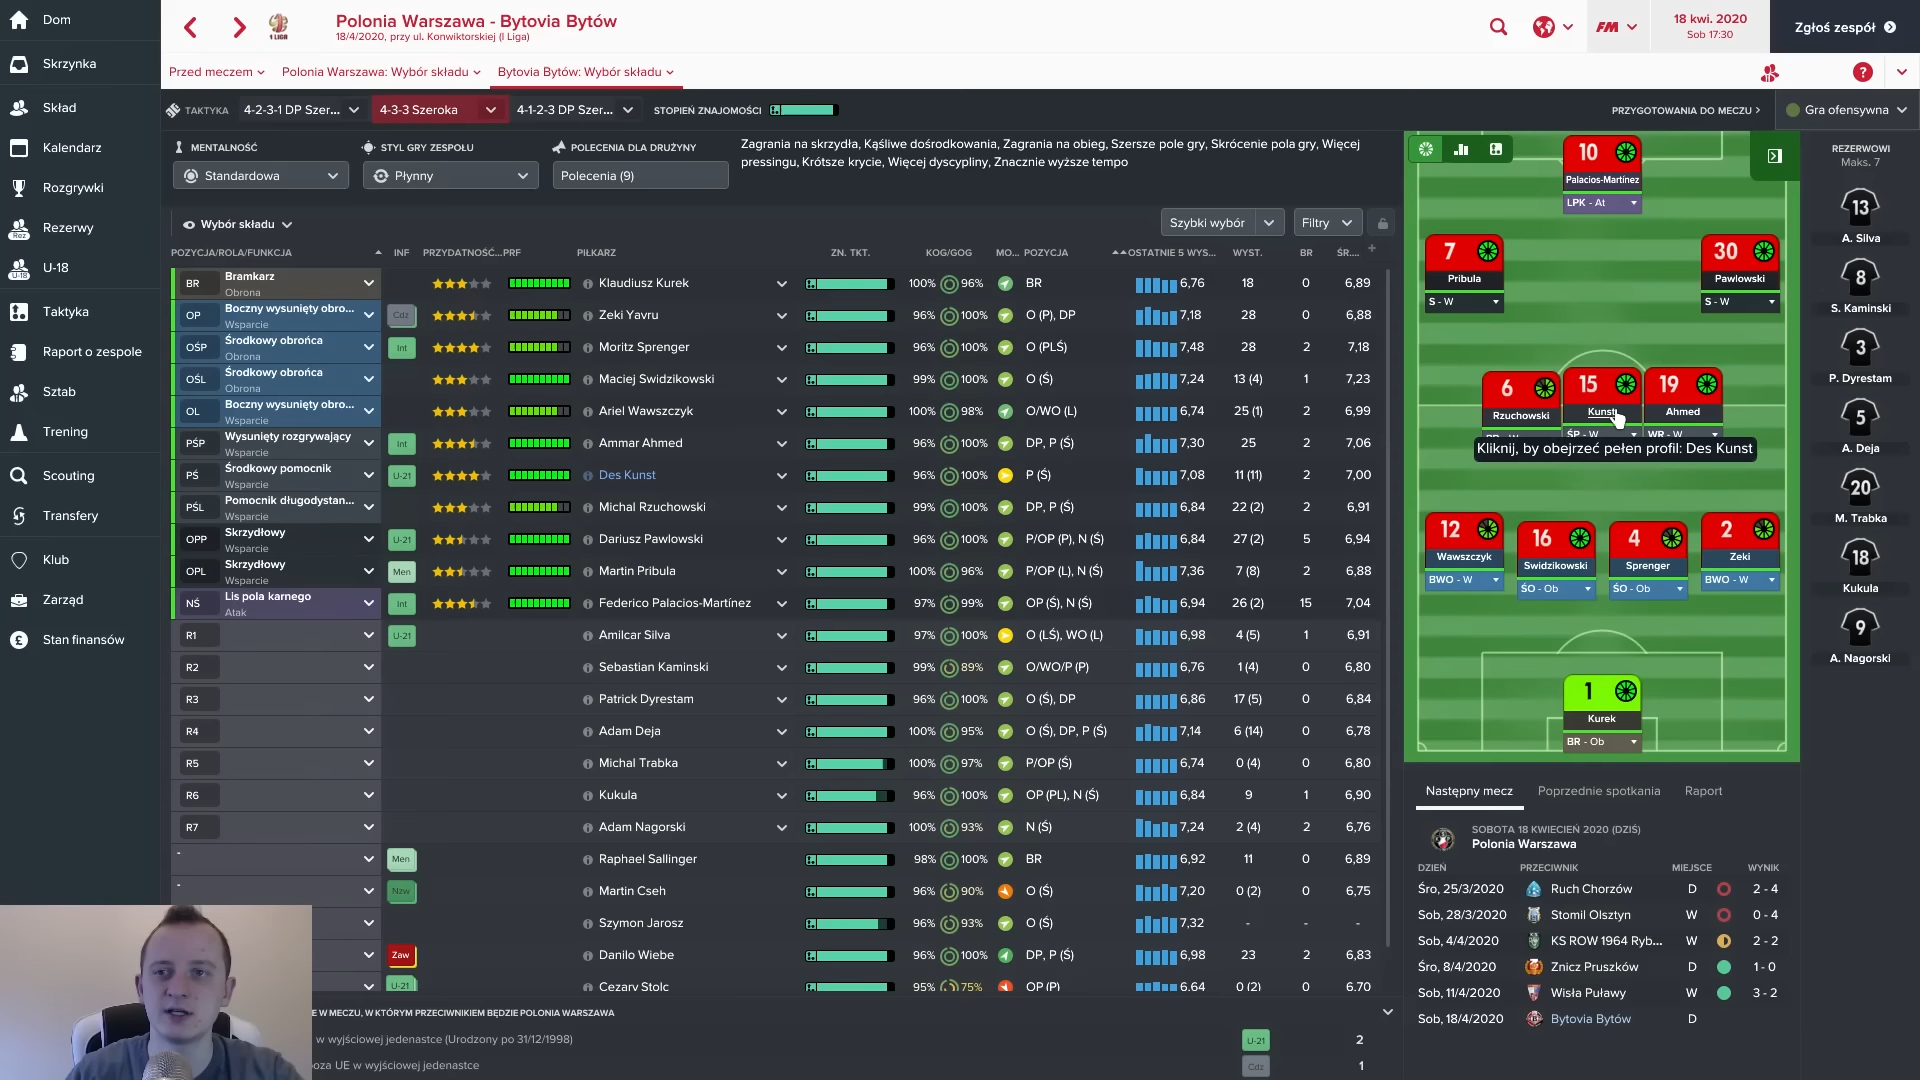 Dom
Skrzynka
Skład
Kalendarz
Rozgrywki
Rezerwy
U-18
Taktyka
Raport o zespole
Sztab
Trening
Scouting
Transfery
Klub
Zarząd
Stan finansów
1 LIGA
Polonia Warszawa - Bytovia Bytów
18/4/2020, przy ul. Konwiktorskiej (I Liga)
FM
18 kwi. 2020
Sob 17:30
Zgłoś zespół
Przed meczem
Polonia Warszawa: Wybór składu
Bytovia Bytów: Wybór składu
TAKTYKA
4-2-3-1 DP Szer...
4-3-3 Szeroka
4-1-2-3 DP Szer...
STOPIEŃ ZNAJOMOŚCI
PRZYGOTOWANIA DO MECZU
Gra ofensywna
MENTALNOŚĆ
Standardowa
STYL GRY ZESPOŁU
Płynny
POLECENIA DLA DRUŻYNY
Polecenia (9)
Zagrania na skrzydła, Kąśliwe dośrodkowania, Zagrania na obieg, Szersze pole gry, Skrócenie pola gry, Więcej
pressingu, Krótsze krycie, Więcej dyscypliny, Znacznie wyższe tempo
Wybór składu
Szybki wybór
Filtry
POZYCJA/ROLA/FUNKCJA INF PRZYDATNOŚĆ... PRF PIŁKARZ ZN. TKT. KOG/GOG MO... POZYCJA OSTATNIE 5 WYS... WYST. BR ŚR....
BR Bramkarz Obrona Klaudiusz Kurek 100% 96% BR 6,76 18 0 6,89
OP Boczny wysunięty obro... Wsparcie Cdz Zeki Yavru 96% 100% O (P), DP 7,18 28 0 6,88
OŚP Środkowy obrońca Obrona Int Moritz Sprenger 96% 100% O (PLŚ) 7,48 28 2 7,18
OŚL Środkowy obrońca Obrona Maciej Swidzikowski 99% 100% O (Ś) 7,24 13 (4) 1 7,23
OL Boczny wysunięty obro... Wsparcie Ariel Wawszczyk 100% 98% O/WO (L) 6,74 25 (1) 2 6,99
PŚP Wysunięty rozgrywający Wsparcie Int Ammar Ahmed 96% 100% DP, P (Ś) 7,30 25 2 7,06
PŚ Środkowy pomocnik Wsparcie U-21 Des Kunst 96% 100% P (Ś) 7,08 11 (11) 2 7,00
PŚL Pomocnik długodystan... Wsparcie Michal Rzuchowski 99% 100% DP, P (Ś) 6,84 22 (2) 2 6,91
OPP Skrzydłowy Wsparcie U-21 Dariusz Pawlowski 96% 100% P/OP (P), N (Ś) 6,84 27 (2) 5 6,94
OPL Skrzydłowy Wsparcie Men Martin Pribula 100% 96% P/OP (L), N (Ś) 7,36 7 (8) 2 6,88
NŚ Lis pola karnego Atak Int Federico Palacios-Martínez 97% 99% OP (Ś), N (Ś) 6,94 26 (2) 15 7,04
R1 U-21 Amilcar Silva 97% 100% O (LŚ), WO (L) 6,98 4 (5) 1 6,91
R2 Sebastian Kaminski 99% 89% O/WO/P (P) 6,76 1 (4) 0 6,80
R3 Patrick Dyrestam 96% 100% O (Ś), DP 6,86 17 (5) 0 6,84
R4 Adam Deja 100% 95% O (Ś), DP, P (Ś) 7,14 6 (14) 0 6,78
R5 Michal Trabka 100% 97% P/OP (Ś) 6,74 0 (4) 0 6,80
R6 Kukula 96% 100% OP (PL), N (Ś) 6,84 9 1 6,90
R7 Adam Nagorski 100% 93% N (Ś) 7,24 2 (4) 2 6,76
- Men Raphael Sallinger 98% 100% BR 6,92 11 0 6,89
- Nzw Martin Cseh 96% 90% O (Ś) 7,20 0 (2) 0 6,75
Szymon Jarosz 96% 93% O (Ś) 7,32 - - -
Zaw Danilo Wiebe 96% 100% DP, P (Ś) 6,98 23 2 6,83
U-21 Cezary Stolc 95% 75% OP (P) 6,64 0 (2) 0 6,70
E W MECZU, W KTÓRYM PRZECIWNIKIEM BĘDZIE POLONIA WARSZAWA
w wyjściowej jedenastce (Urodzony po 31/12/1998) U-21 2
oza UE w wyjściowej jedenastce Cdz 1
10
Palacios-Martínez
LPK - At
7
Pribula
S - W
30
Pawlowski
S - W
6
Rzuchowski
15
Kunst
ŚP - W
19
Ahmed
WR - W
Kliknij, by obejrzeć pełen profil: Des Kunst
12
Wawszczyk
BWO - W
16
Swidzikowski
ŚO - Ob
4
Sprenger
ŚO - Ob
2
Zeki
BWO - W
1
Kurek
BR - Ob
REZERWOWI
Maks. 7
13
A. Silva
8
S. Kaminski
3
P. Dyrestam
5
A. Deja
20
M. Trabka
18
Kukula
9
A. Nagorski
Następny mecz
Poprzednie spotkania
Raport
SOBOTA 18 KWIECIEŃ 2020 (DZIŚ)
Polonia Warszawa
DZIEŃ PRZECIWNIK MIEJSCE WYNIK
Śro, 25/3/2020 Ruch Chorzów D 2 - 4
Sob, 28/3/2020 Stomil Olsztyn W 0 - 4
Sob, 4/4/2020 KS ROW 1964 Ryb... W 2 - 2
Śro, 8/4/2020 Znicz Pruszków D 1 - 0
Sob, 11/4/2020 Wisła Puławy W 3 - 2
Sob, 18/4/2020 Bytovia Bytów D